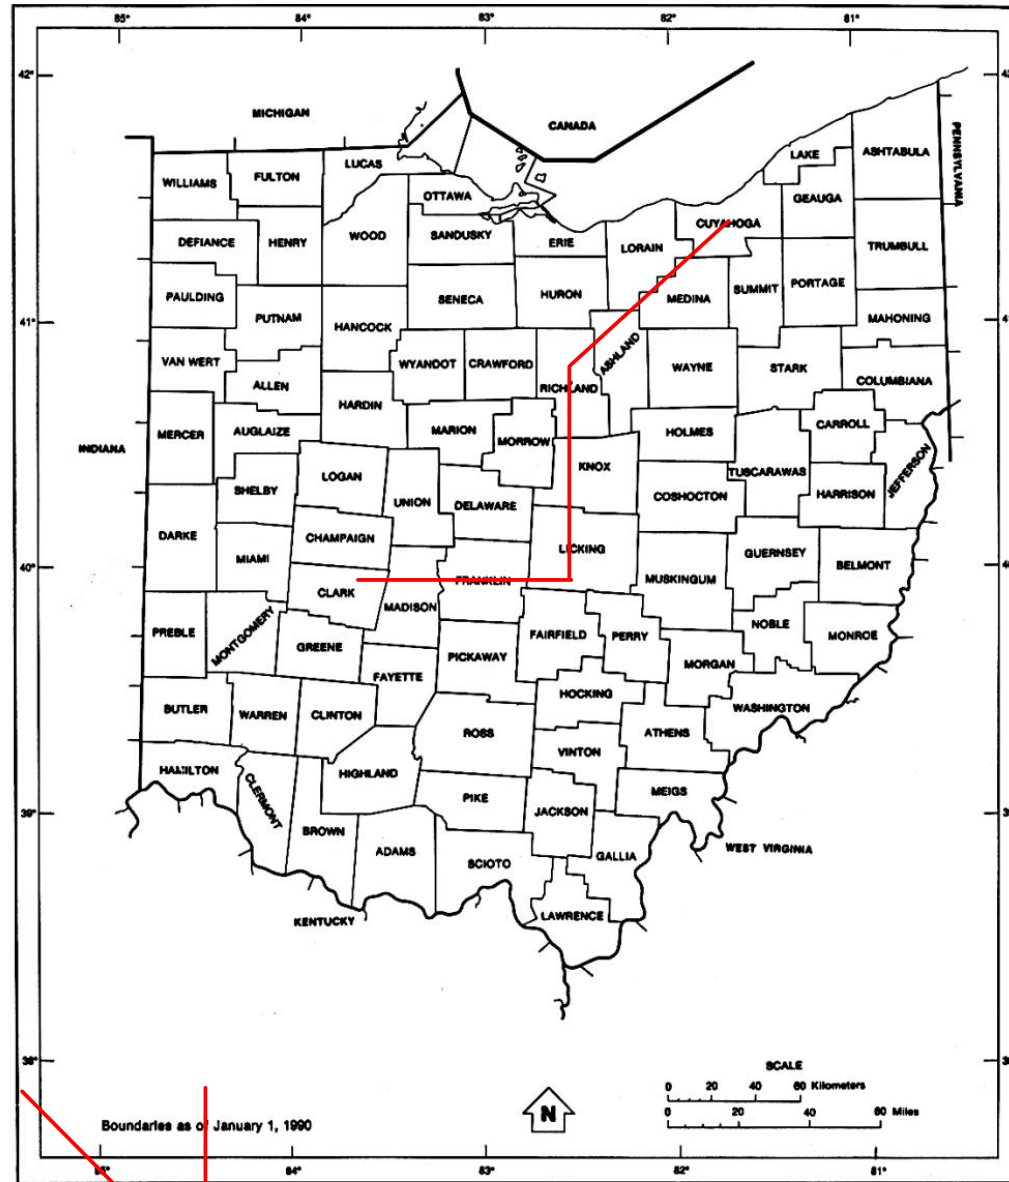 85° 84° 83° 82° 81°
42° 42
MICHIGAN
CANADA
PENNSYLVANIA
LAKE
ASHTABULA
LUCAS
FULTON
WILLIAMS
OTTAWA
GEAUGA
CUYAHOGA
DEFIANCE
HENRY
WOOD
SANDUSKY
ERIE
LORAIN
TRUMBULL
PAULDING
SENECA
HURON
MEDINA
SUMMIT
PORTAGE
41°
PUTNAM
HANCOCK
MAHONING
VAN WERT
ALLEN
WYANDOT
CRAWFORD
RICHLAND
ASHLAND
WAYNE
STARK
COLUMBIANA
HARDIN
INDIANA
MERCER
AUGLAIZE
MARION
MORROW
HOLMES
CARROLL
KNOX
LOGAN
TUSCARAWAS
JEFFERSON
SHELBY
UNION
DELAWARE
COSHOCTON
HARRISON
DARKE
CHAMPAIGN
LICKING
GUERNSEY
MIAMI
BELMONT
40°
CLARK
FRANKLIN
MUSKINGUM
MADISON
PREBLE
MONTGOMERY
GREENE
FAIRFIELD
PERRY
NOBLE
MONROE
PICKAWAY
MORGAN
FAYETTE
HOCKING
BUTLER
WARREN
CLINTON
WASHINGTON
ROSS
ATHENS
VINTON
HAMILTON
HIGHLAND
CLERMONT
PIKE
MEIGS
JACKSON
39°
BROWN
ADAMS
SCIOTO
GALLIA
WEST VIRGINIA
KENTUCKY
LAWRENCE
38°
SCALE
0 20 40 60 Kilometers
0 20 40 60 Miles
N
Boundaries as of January 1, 1990
85° 84° 83° 82° 81°